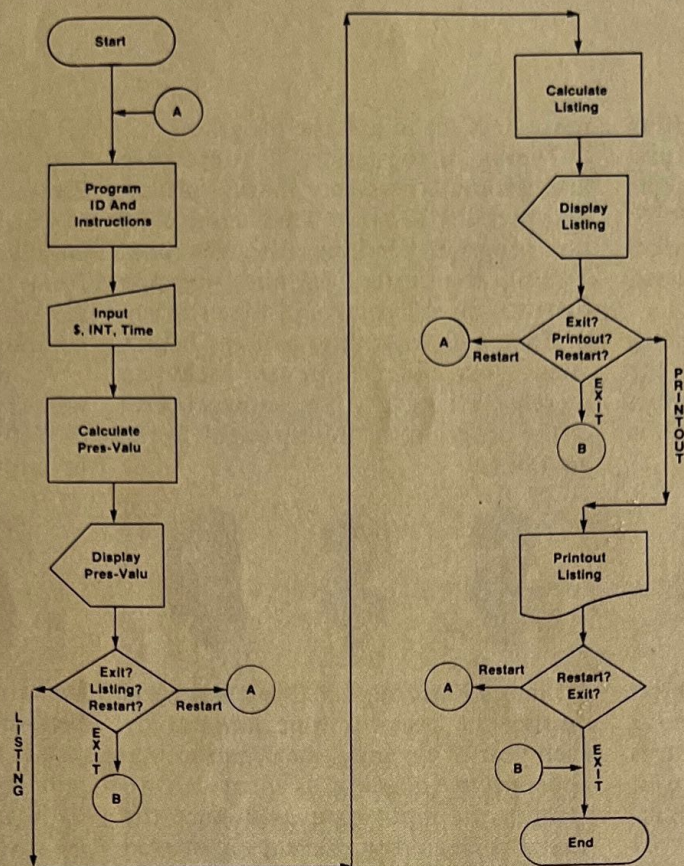 Start
A
Program
ID And
Instructions
Input
$, INT, Time
Calculate
Pres-Valu
Display
Pres-Valu
Exit?
Listing?
Restart?
Restart
A
LISTING
EXIT
B
Calculate
Listing
Display
Listing
Exit?
Printout?
Restart?
A
Restart
EXIT
B
PRINTOUT
Printout
Listing
Restart?
Exit?
Restart
A
B
EXIT
End